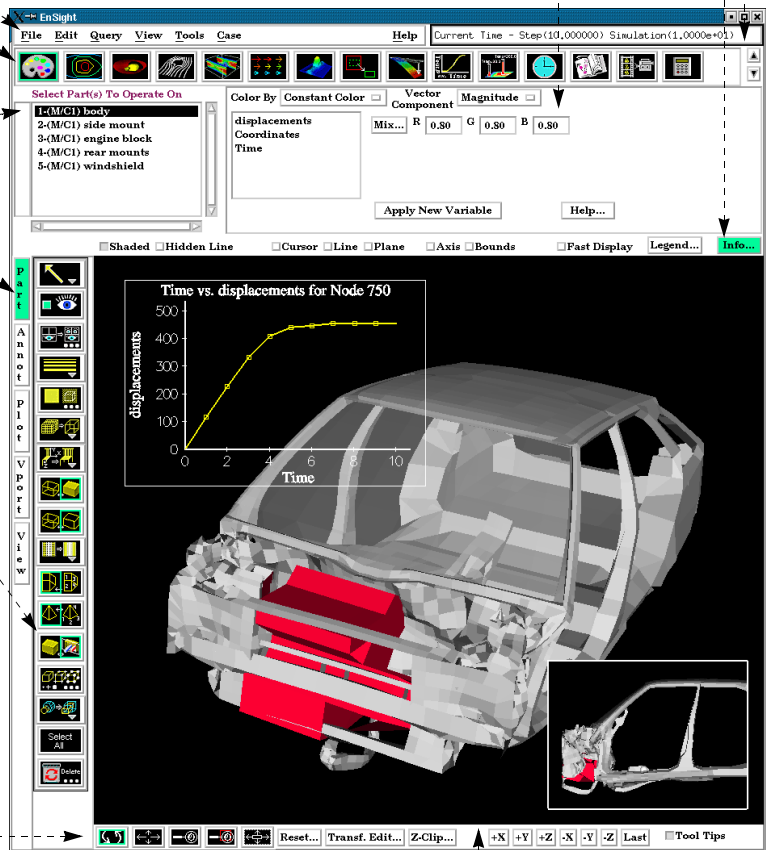 EnSight
File Edit Query View Tools Case Help
Current Time - Step(10.000000) Simulation(1.0000e+01)
Select Part(s) To Operate On
1-(M/C1) body
2-(M/C1) side mount
3-(M/C1) engine block
4-(M/C1) rear mounts
5-(M/C1) windshield
Color By Constant Color Vector Component Magnitude
displacements
Coordinates
Time
Mix... R 0.80 G 0.80 B 0.80
Apply New Variable Help...
Shaded Hidden Line Cursor Line Plane Axis Bounds Fast Display Legend... Info...
Part
Annot
Plot
Vport
View
Select All
Delete
Time vs. displacements for Node 750
displacements
500
400
300
200
100
0
0 2 4 6 8 10
Time
Reset... Transf. Edit... Z-Clip... +X +Y +Z -X -Y -Z Last Tool Tips